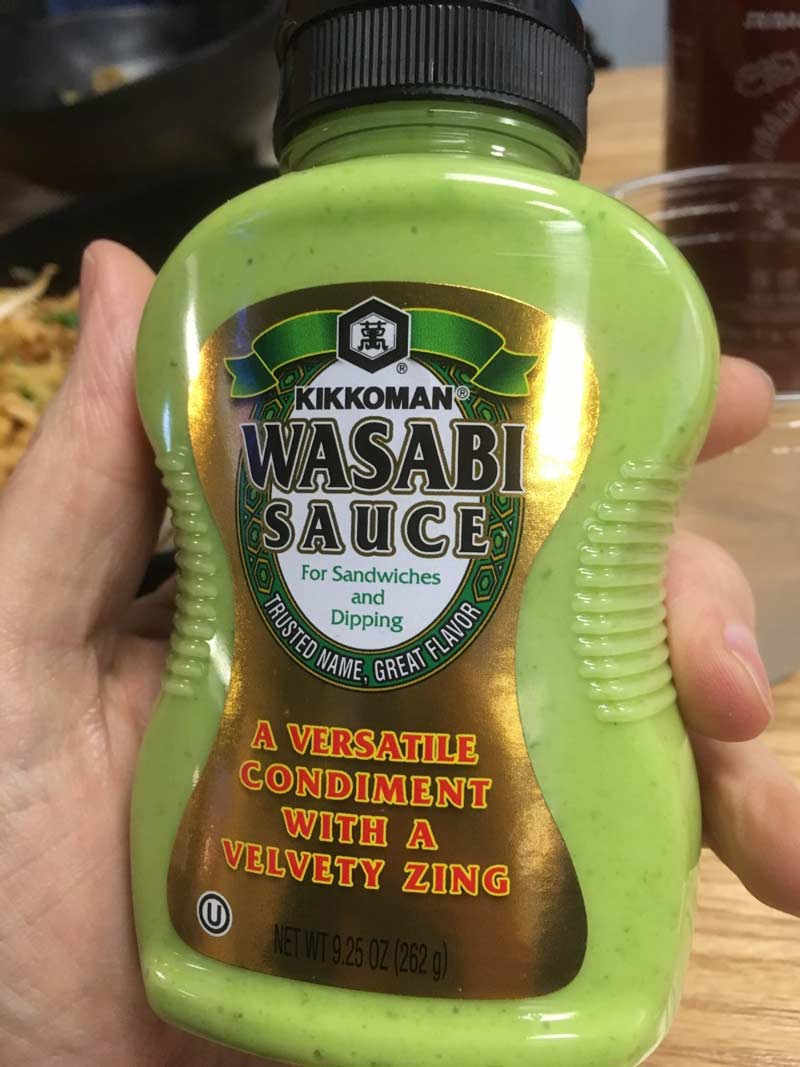 萬
®
KIKKOMAN®
WASABI
SAUCE
For Sandwiches
and
Dipping
TRUSTED NAME, GREAT FLAVOR
A VERSATILE
CONDIMENT
WITH A
VELVETY ZING
U
NET WT 9.25 OZ (262 g)